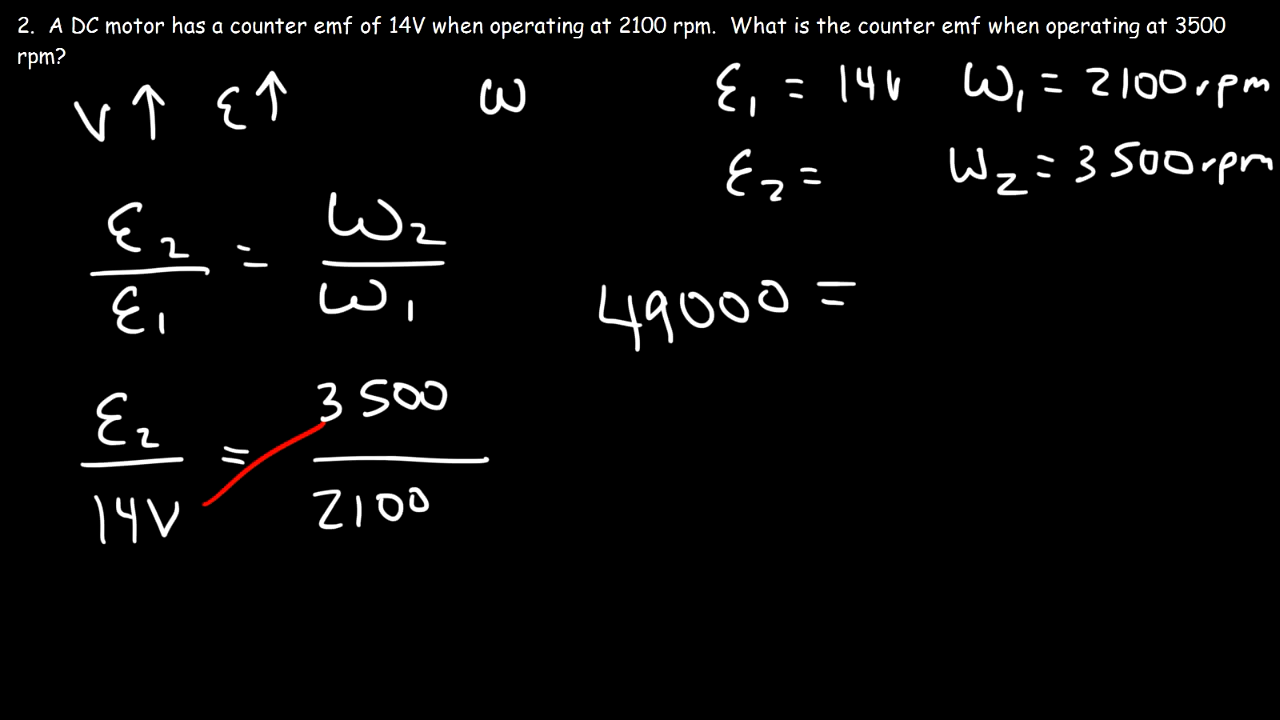 2. A DC motor has a counter emf of 14V when operating at 2100 rpm. What is the counter emf when operating at 3500
rpm?
V ↑ ε ↑ ω
ε₁ = 14V ω₁ = 2100 rpm
ε₂ = ω₂ = 3500 rpm
ε₂/ε₁ = ω₂/ω₁
49000 =
ε₂/14V = 3500/2100